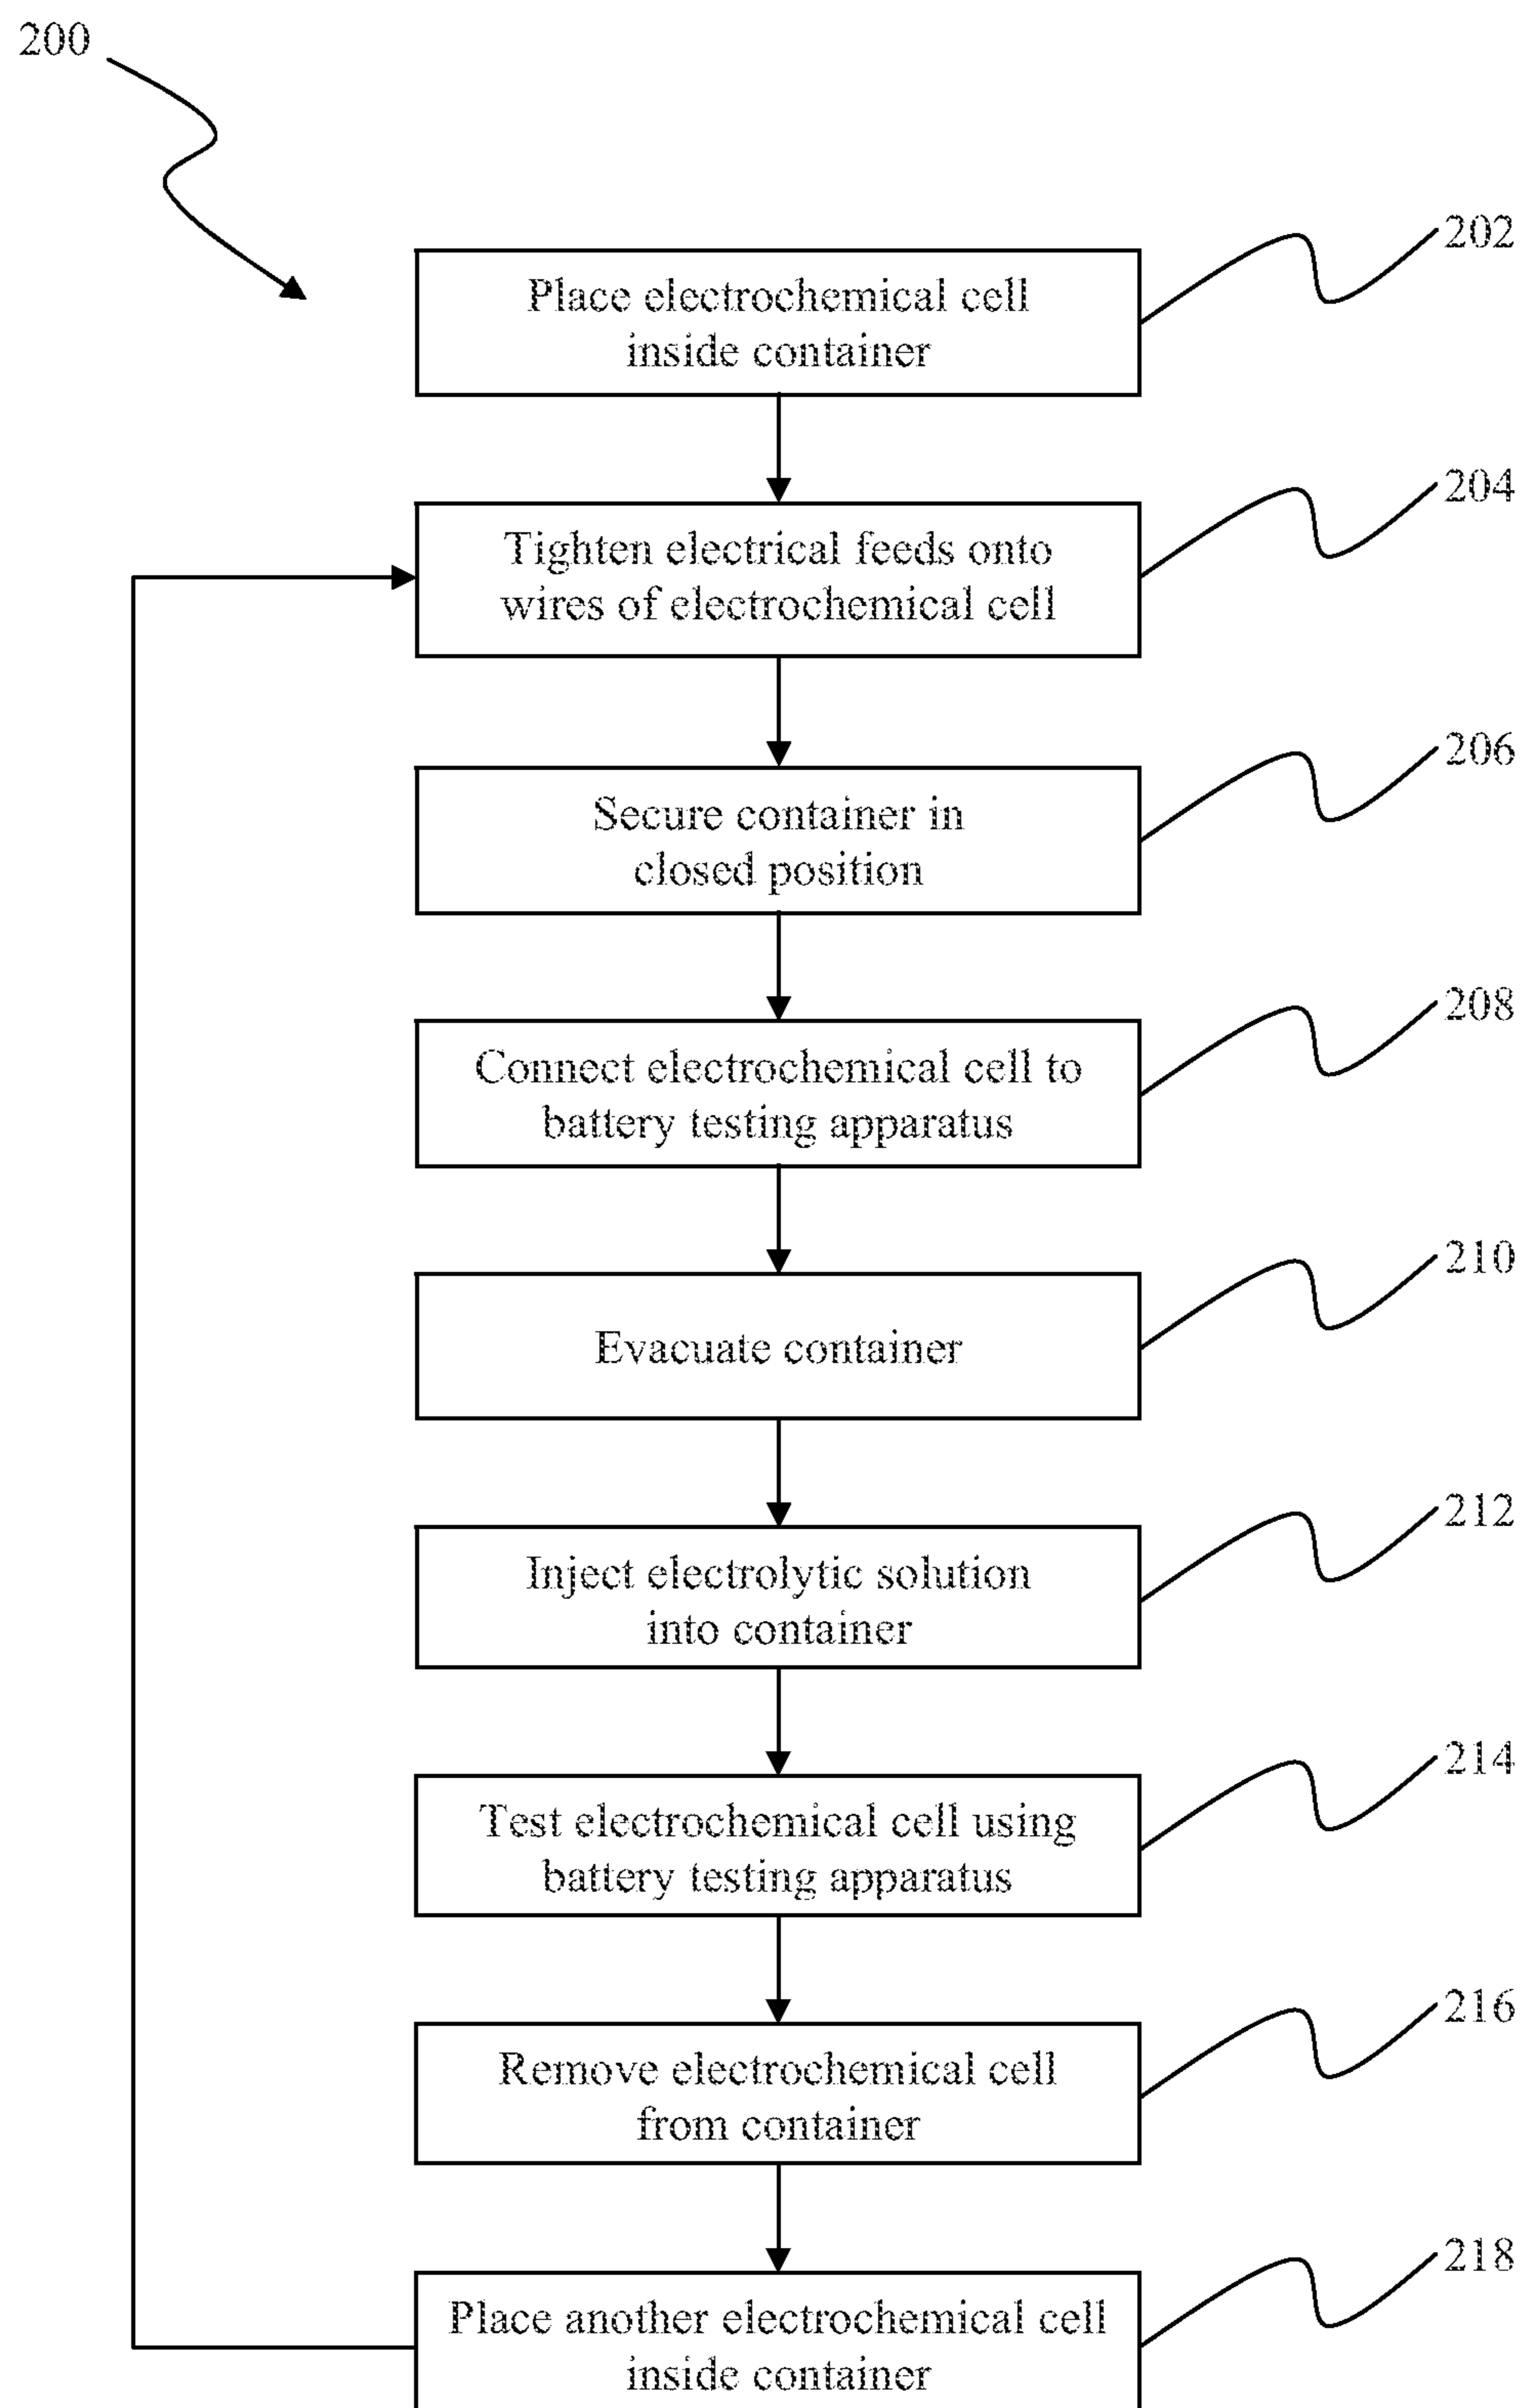 200
202
Place electrochemical cell
inside container
204
Tighten electrical feeds onto
wires of electrochemical cell
206
Secure container in
closed position
208
Connect electrochemical cell to
battery testing apparatus
210
Evacuate container
212
Inject electrolytic solution
into container
214
Test electrochemical cell using
battery testing apparatus
216
Remove electrochemical cell
from container
218
Place another electrochemical cell
inside container